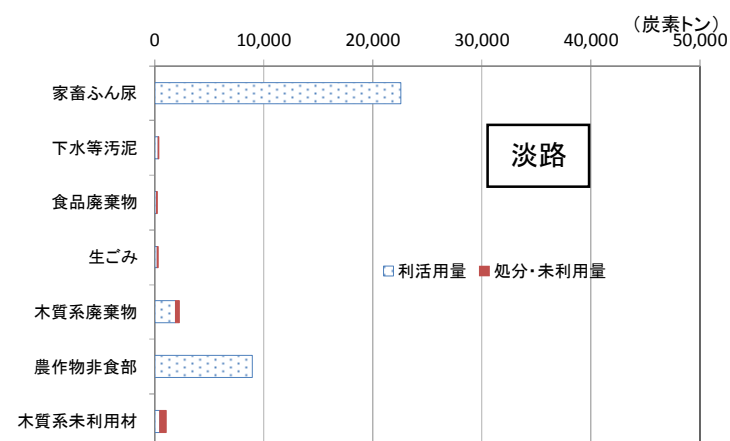 （炭素トン）
0 10,000 20,000 30,000 40,000 50,000
家畜ふん尿
下水等汚泥
淡路
食品廃棄物
生ごみ
利活用量 処分・未利用量
木質系廃棄物
農作物非食部
木質系未利用材